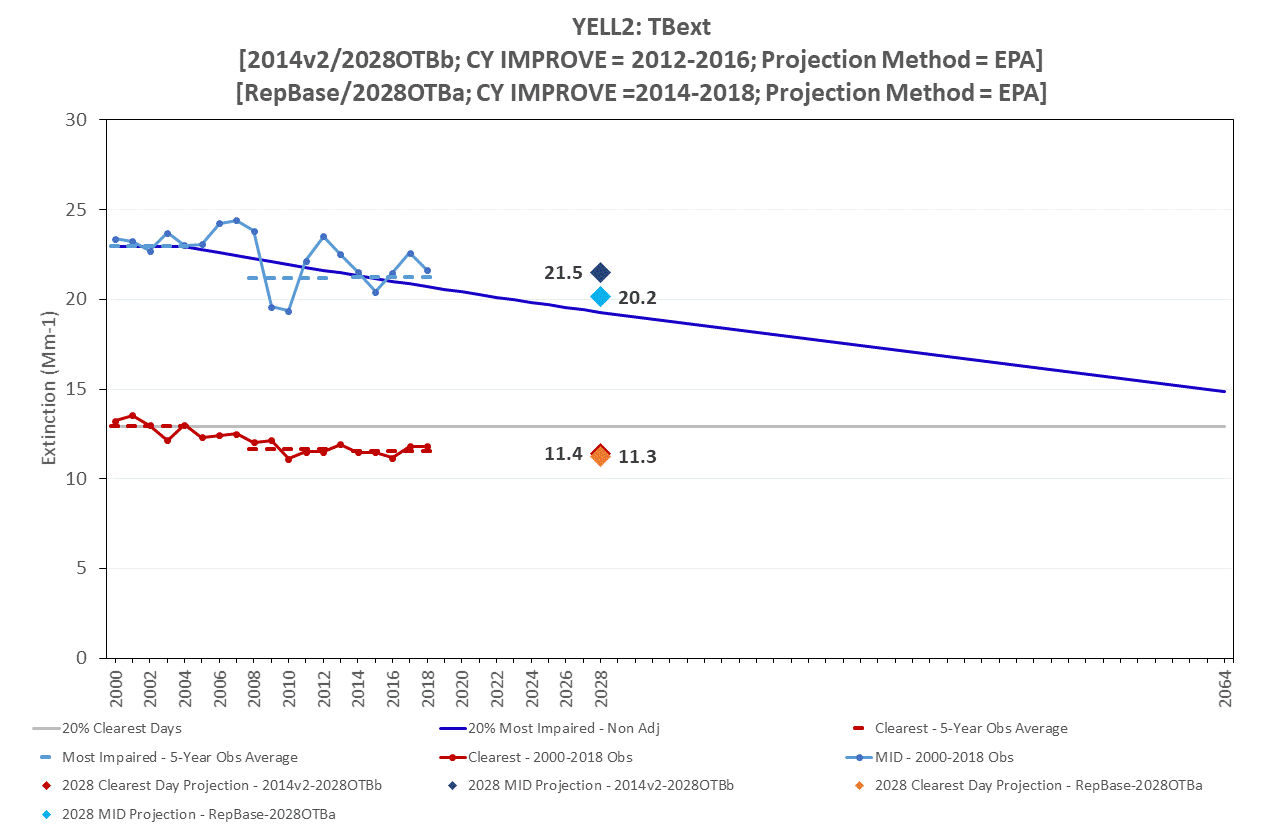 YELL2: TBext
[2014v2/2028OTBb; CY IMPROVE = 2012-2016; Projection Method = EPA]
[RepBase/2028OTBa; CY IMPROVE =2014-2018; Projection Method = EPA]
Extinction (Mm-1)
30
25
20
15
10
5
0
21.5
20.2
11.4
11.3
2000
2002
2004
2006
2008
2010
2012
2014
2016
2018
2020
2022
2024
2026
2028
2064
20% Clearest Days
20% Most Impaired - Non Adj
Clearest - 5-Year Obs Average
Most Impaired - 5-Year Obs Average
Clearest - 2000-2018 Obs
MID - 2000-2018 Obs
2028 Clearest Day Projection - 2014v2-2028OTBb
2028 MID Projection - 2014v2-2028OTBb
2028 Clearest Day Projection - RepBase-2028OTBa
2028 MID Projection - RepBase-2028OTBa